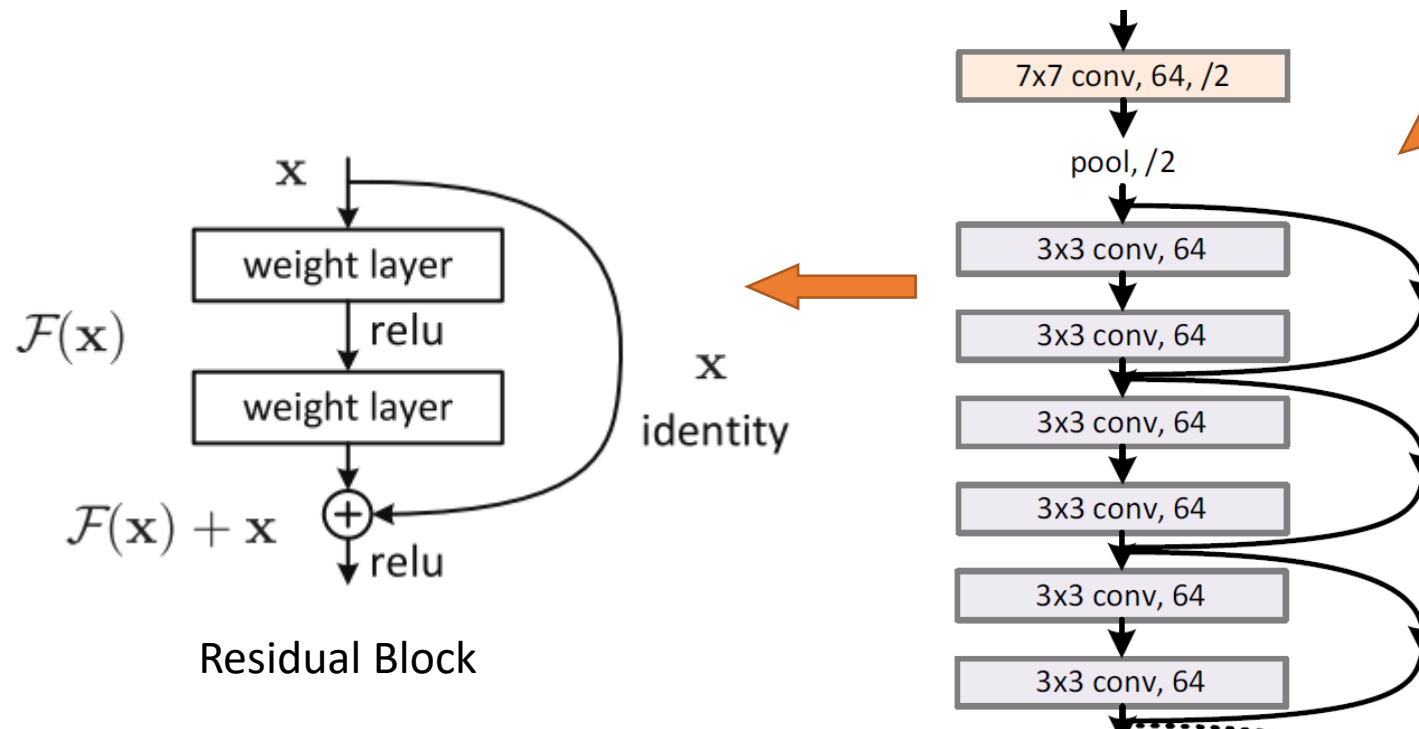 x
weight layer
F(x)
relu
weight layer
x
identity
F(x) + x
relu
Residual Block
7x7 conv, 64, /2
pool, /2
3x3 conv, 64
3x3 conv, 64
3x3 conv, 64
3x3 conv, 64
3x3 conv, 64
3x3 conv, 64